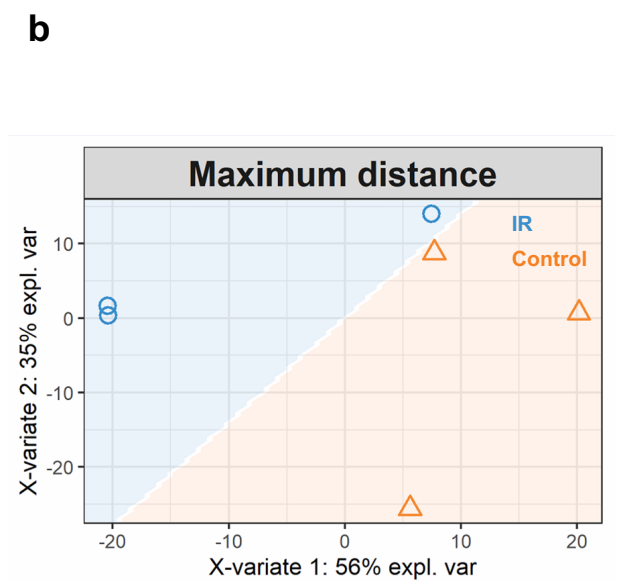 b
Maximum distance
IR
Control
X-variate 2: 35% expl. var
10
0
-10
-20
-20
-10
0
10
20
X-variate 1: 56% expl. var